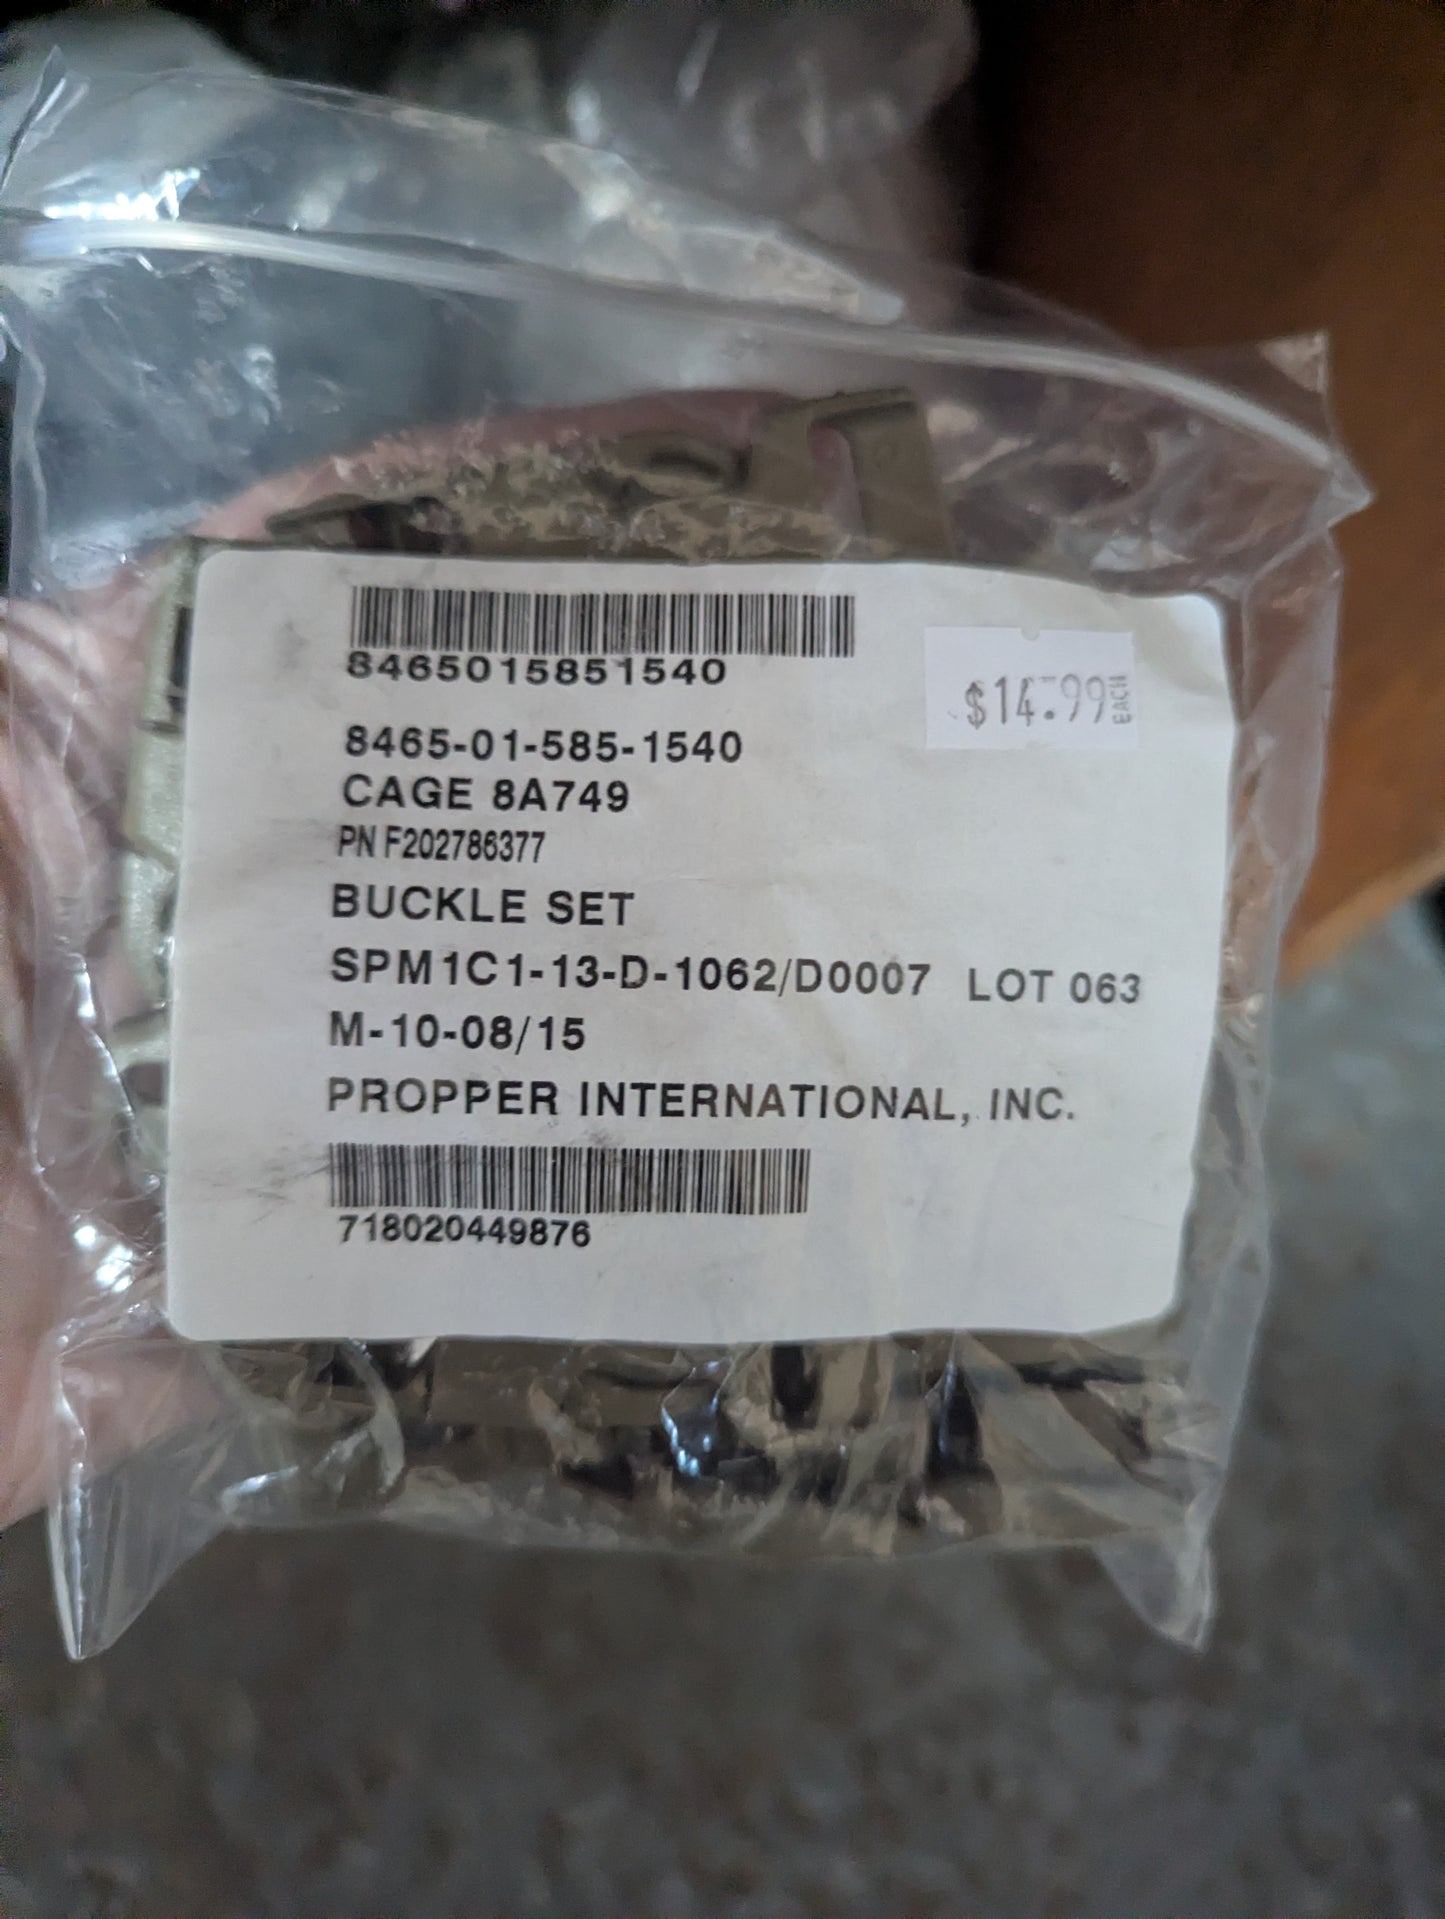 8465015851540
$14.99 EACH
8465-01-585-1540
CAGE 8A749
PN F202786377
BUCKLE SET
SPM1C1-13-D-1062/D0007 LOT 063
M-10-08/15
PROPPER INTERNATIONAL, INC.
718020449876